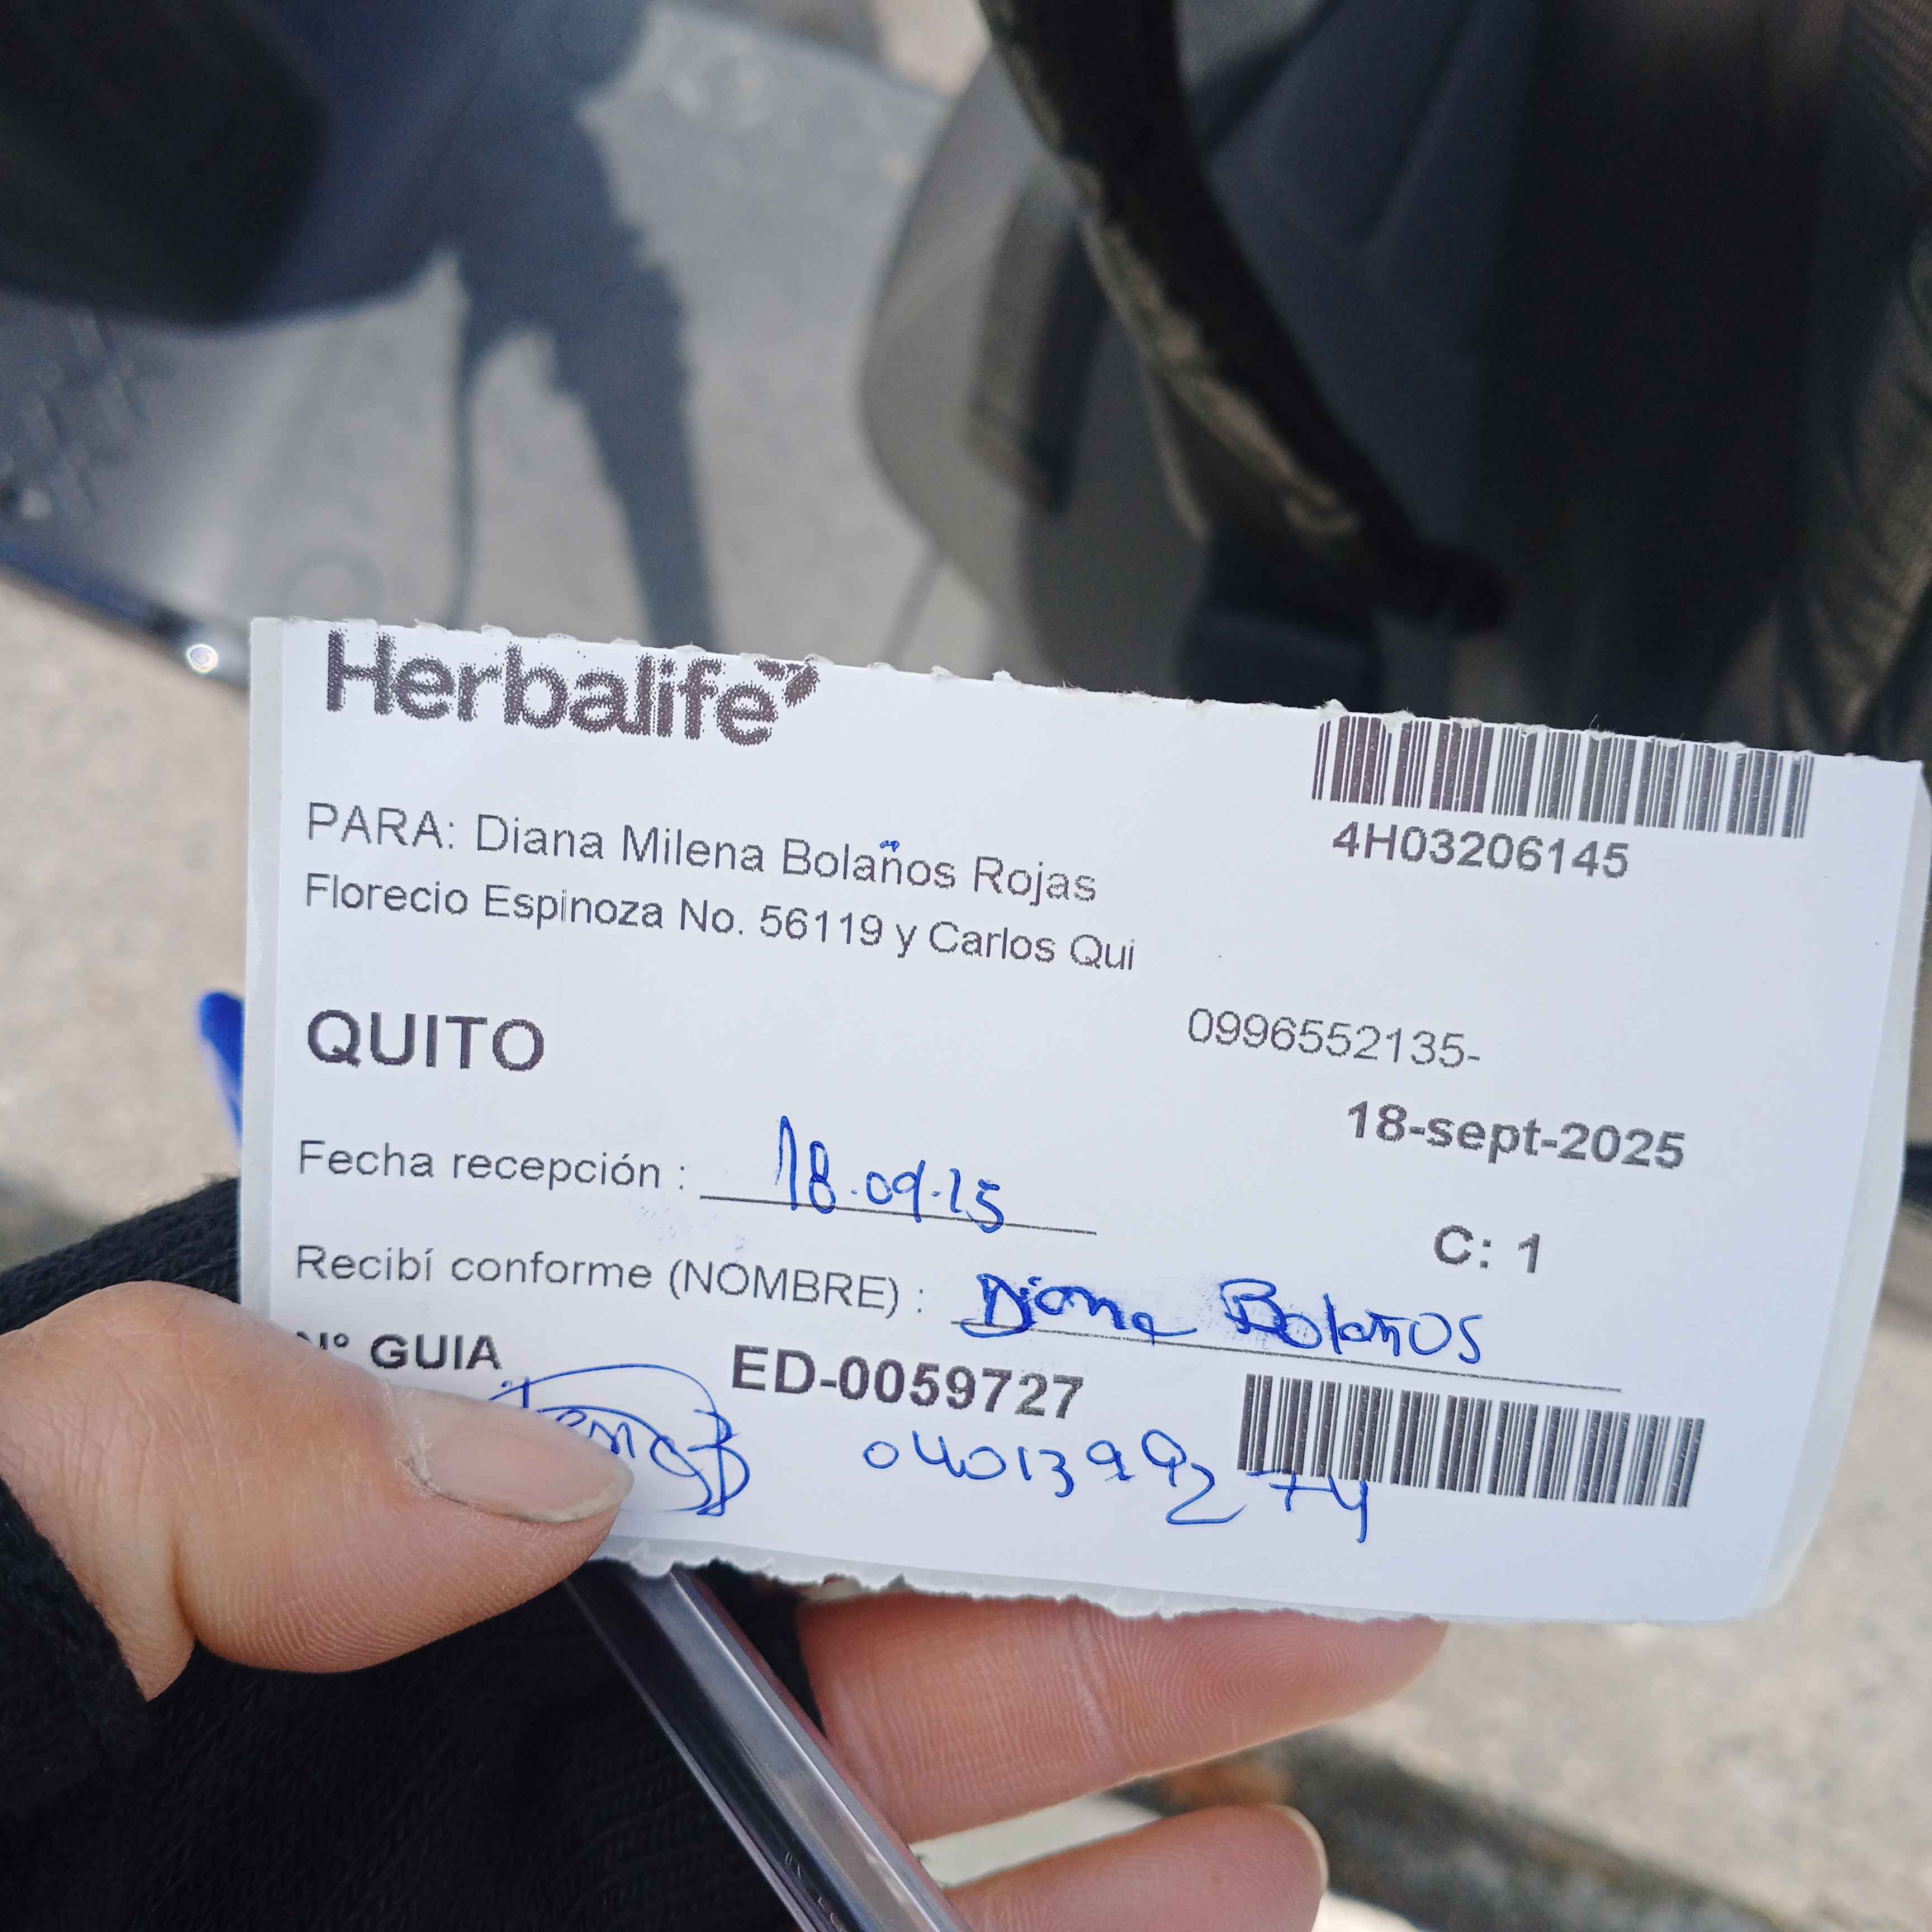 Herbalife
4H03206145
PARA: Diana Milena Bolaños Rojas
Florecio Espinoza No. 56119 y Carlos Qui
QUITO
0996552135-
18-sept-2025
Fecha recepción : 18.09.25
C: 1
Recibí conforme (NOMBRE) : Diana Bolaños
N° GUIA ED-0059727
0401399274